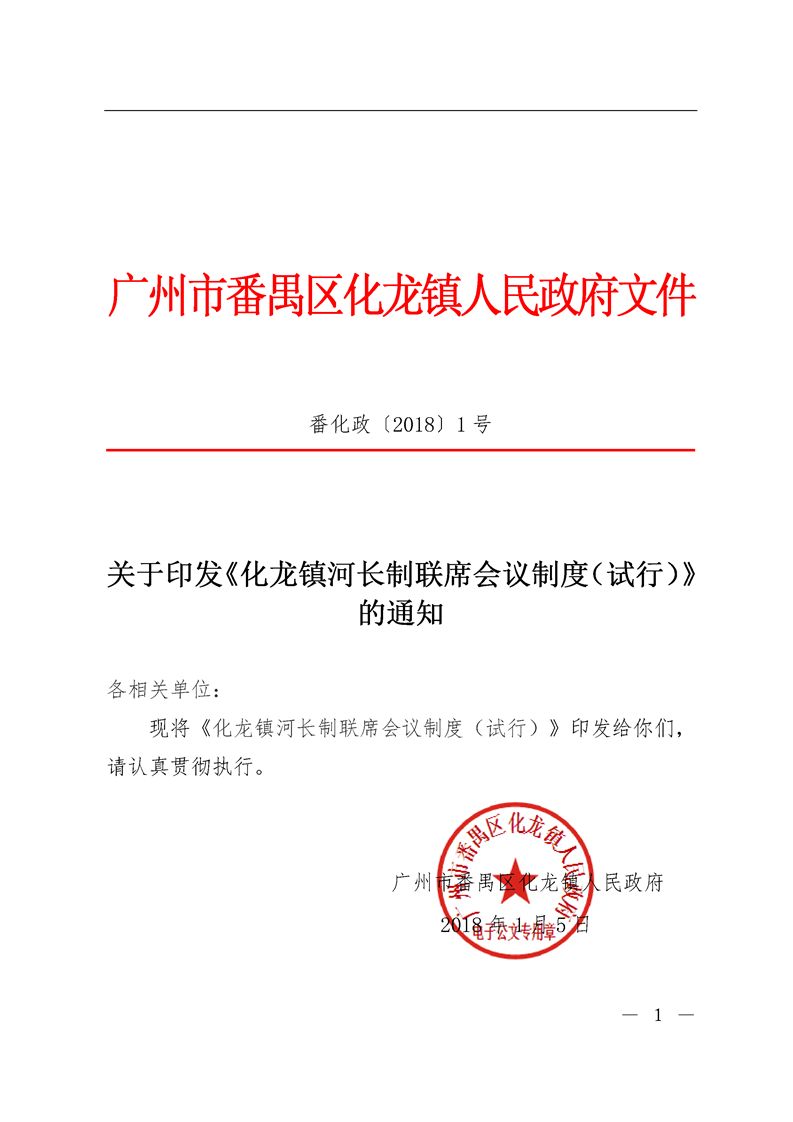 广州市番禺区化龙镇人民政府文件
番化政〔2018〕1号
关于印发《化龙镇河长制联席会议制度（试行）》
的通知
各相关单位：
现将《化龙镇河长制联席会议制度（试行）》印发给你们，
请认真贯彻执行。
广州市番禺区化龙镇人民政府
广州市番禺区化龙镇人民政府
2018年1月5日
电子公文专用章
— 1 —